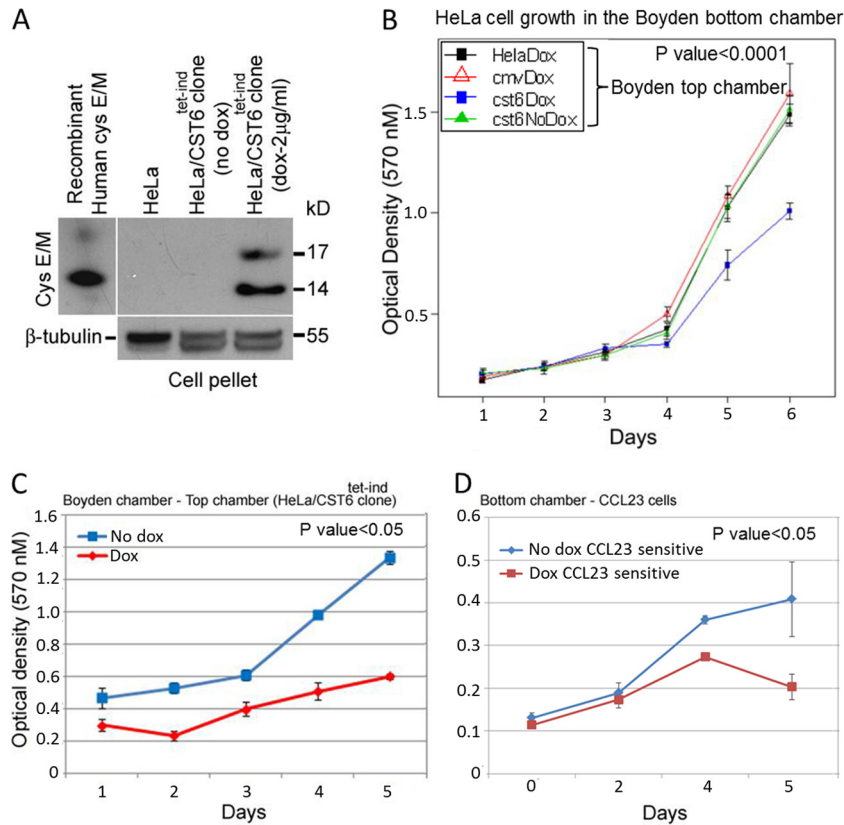 A
Recombinant
Human cys E/M
HeLa
HeLa/CST6 tet-ind clone
(no dox)
HeLa/CST6 tet-ind clone
(dox-2µg/ml)
kD
Cys E/M
17
14
β-tubulin
55
Cell pellet
B
HeLa cell growth in the Boyden bottom chamber
HelaDox
cmvDox
cst6Dox
cst6NoDox
P value<0.0001
Boyden top chamber
Optical Density (570 nM)
1.5
1.0
0.5
1 2 3 4 5 6
Days
C
Boyden chamber - Top chamber (HeLa/CST6 tet-ind clone)
No dox
Dox
P value<0.05
Optical density (570 nM)
1.6
1.4
1.2
1.0
0.8
0.6
0.4
0.2
0
1 2 3 4 5
Days
D
Bottom chamber - CCL23 cells
P value<0.05
No dox CCL23 sensitive
Dox CCL23 sensitive
0.6
0.5
0.4
0.3
0.2
0.1
0
0 2 4 5
Days